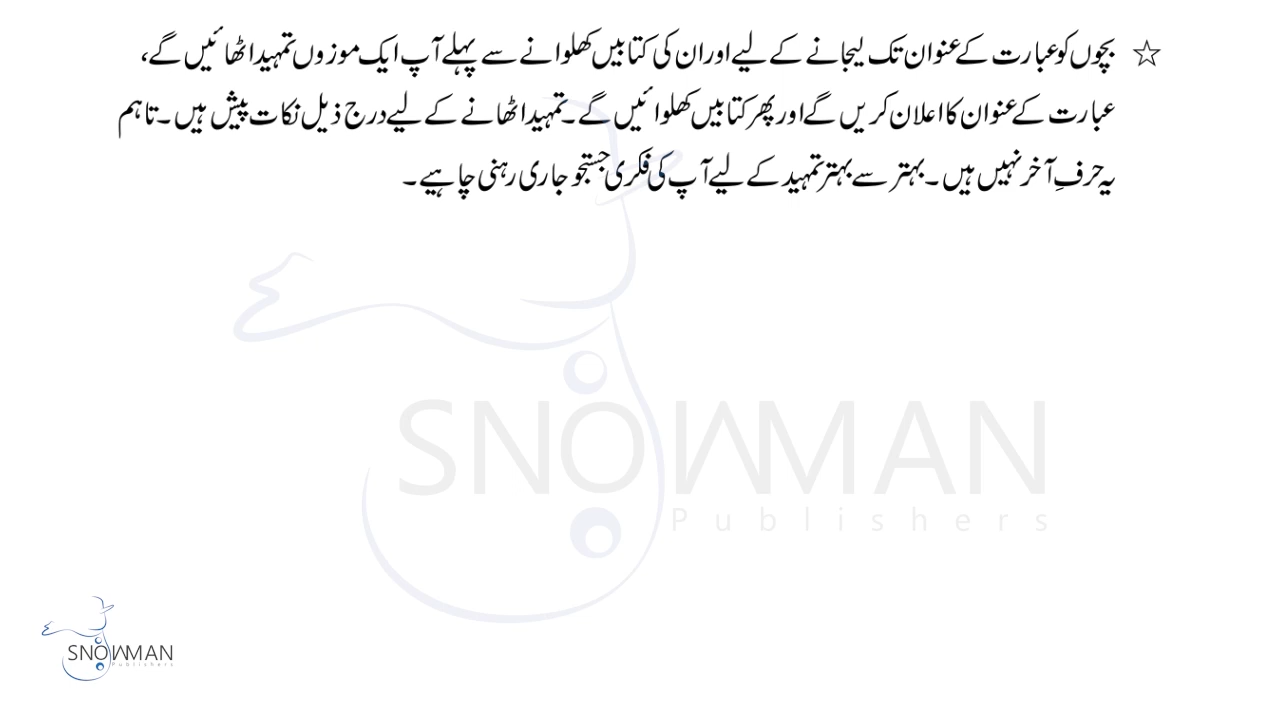 ☆ بچوں کو عبارت کے عنوان تک لیجانے کے لیے اور ان کی کتابیں کھلوانے سے پہلے آپ ایک موزوں تمہید اٹھائیں گے،
عبارت کے عنوان کا اعلان کریں گے اور پھر کتابیں کھلوائیں گے۔ تمہید اٹھانے کے لیے درج ذیل نکات پیش ہیں۔ تاہم
یہ حرفِ آخر نہیں ہیں۔ بہتر سے بہتر تمہید کے لیے آپ کی فکری جستجو جاری رہنی چاہیے۔
SNOWMAN
Publishers
SNOWMAN
Publishers